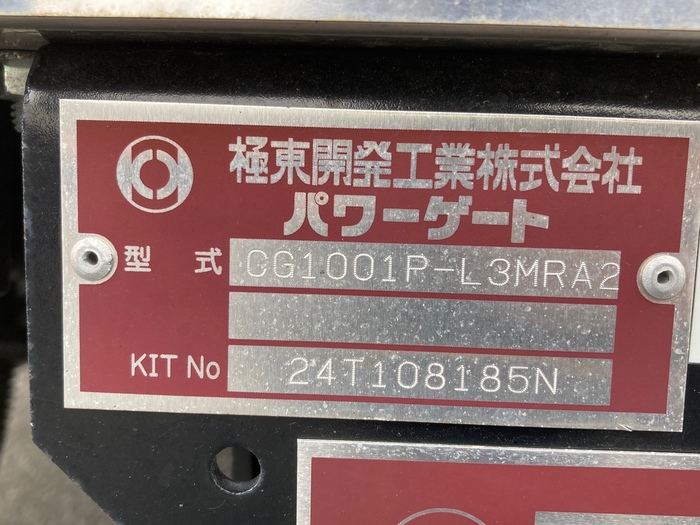 極東開発工業株式会社
パワーゲート
型式 CG1001P-L3MRA2
KIT No 24T108185N